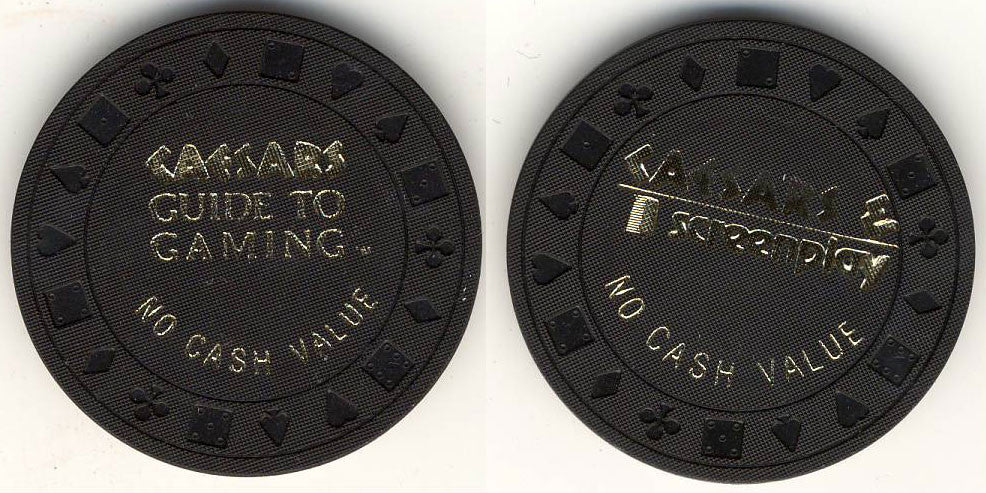 CAESARS
GUIDE TO
GAMING
NO CASH VALUE
CAESARS
screenplay
NO CASH VALUE